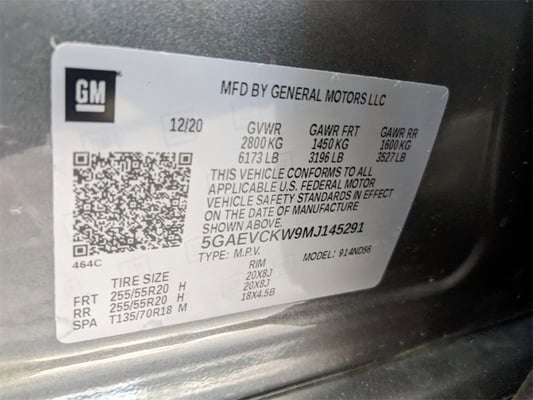 GM
MFD BY GENERAL MOTORS LLC
12/20 GVWR GAWR FRT GAWR RR
2800 KG 1450 KG 1600 KG
6173 LB 3196 LB 3527 LB
THIS VEHICLE CONFORMS TO ALL
APPLICABLE U.S. FEDERAL MOTOR
VEHICLE SAFETY STANDARDS IN EFFECT
ON THE DATE OF MANUFACTURE
SHOWN ABOVE.
5GAEVCKW9MJ145291
464C TYPE: M.P.V. MODEL: 914ND56
TIRE SIZE RIM
FRT 255/55R20 H 20X8J
RR 255/55R20 H 20X8J
SPA T135/70R18 M 18X4.5B